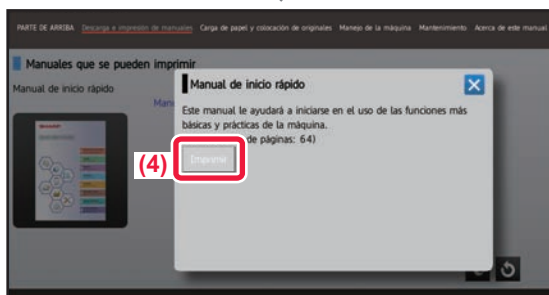 PARTE DE ARRIBA Descarga e impresión de manuales Carga de papel y colocación de originales Manejo de la máquina Mantenimiento Acerca de este manual
Manuales que se pueden imprimir
Manual de inicio rápido
Manual de inicio rápido
Este manual le ayudará a iniciarse en el uso de las funciones más
básicas y prácticas de la máquina.
de páginas: 64)
Imprimir
(4)